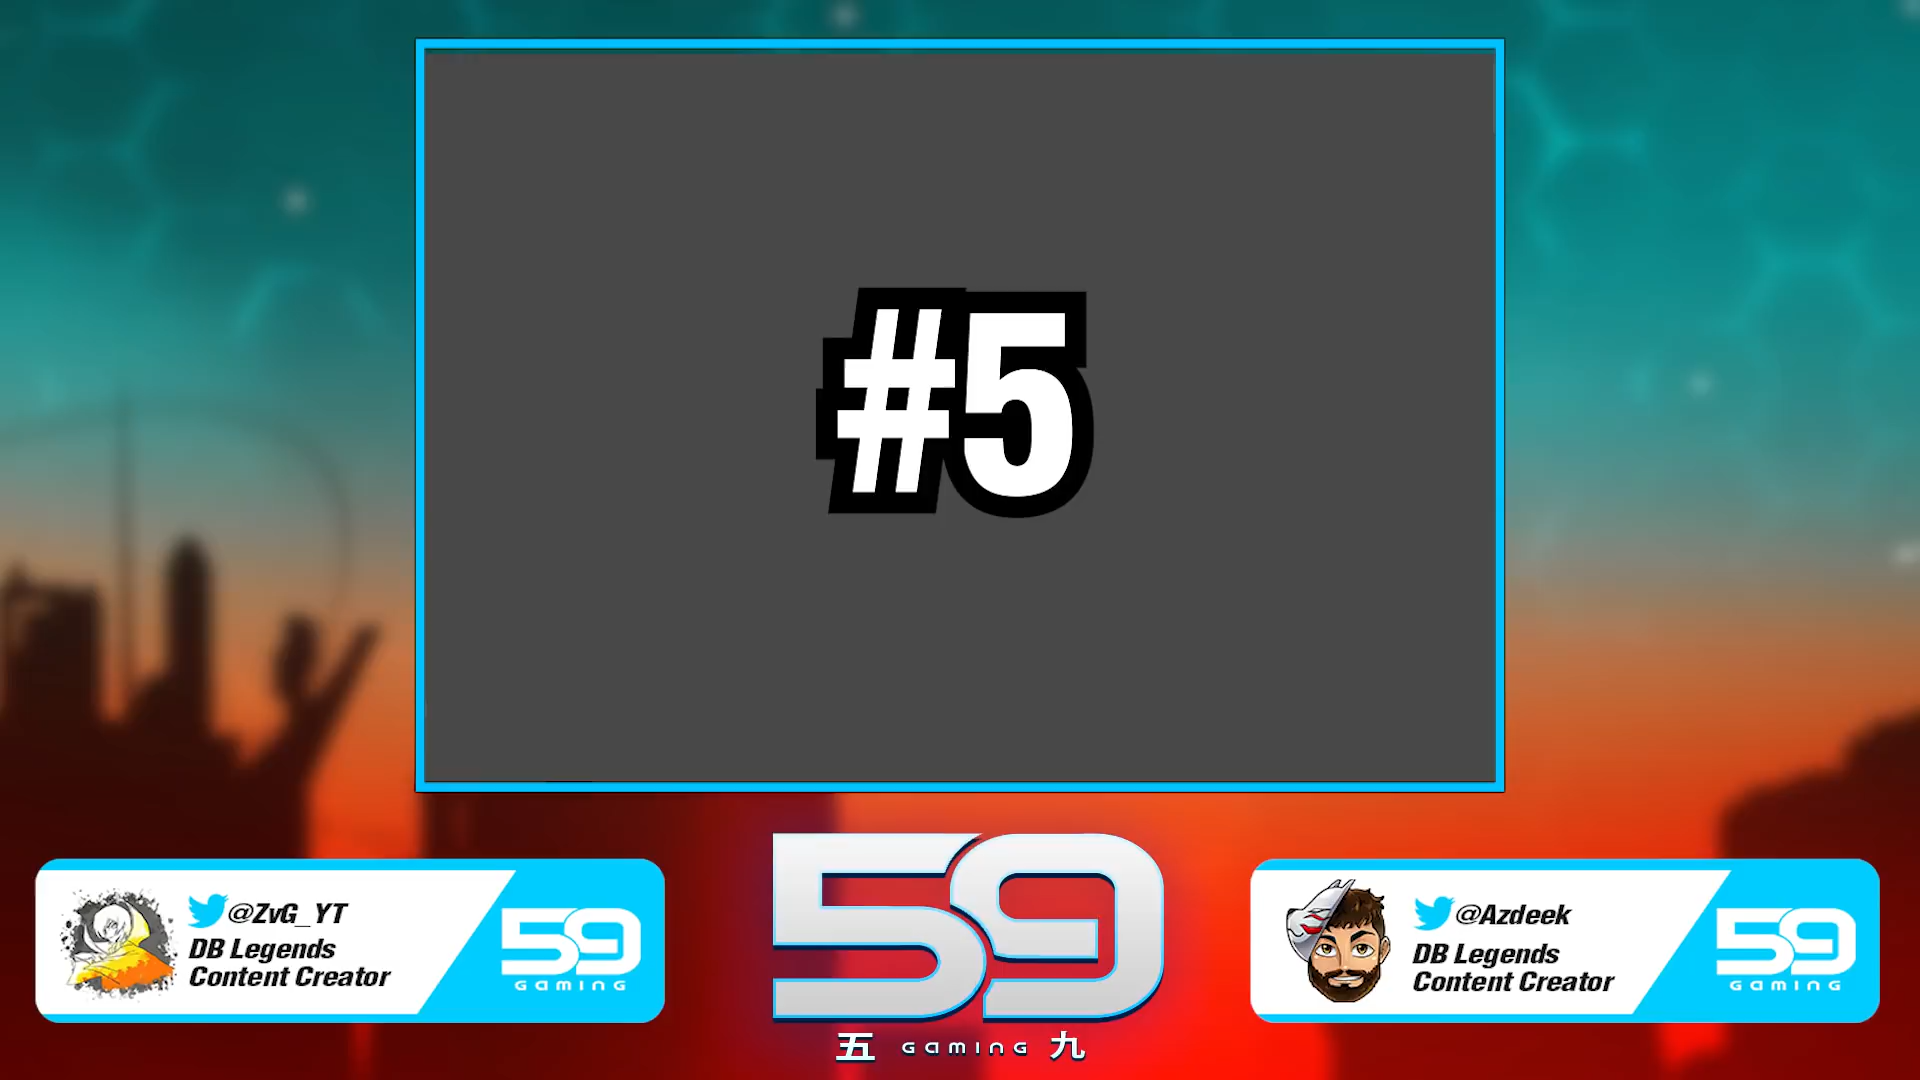 #5
@ZvG_YT
DB Legends
Content Creator
59
gaming
59
五 gaming 九
@Azdeek
DB Legends
Content Creator
59
gaming